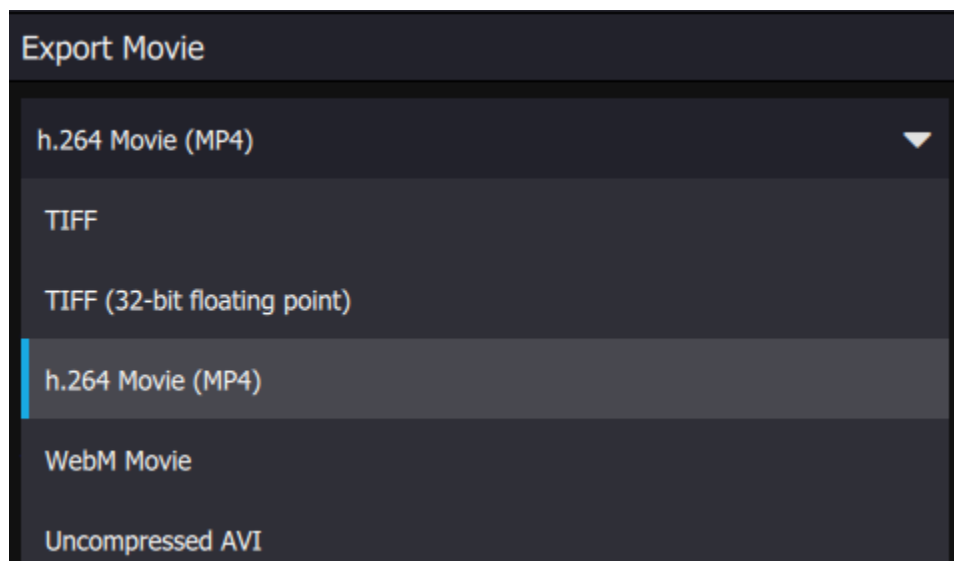 Export Movie
h.264 Movie (MP4)
TIFF
TIFF (32-bit floating point)
h.264 Movie (MP4)
WebM Movie
Uncompressed AVI